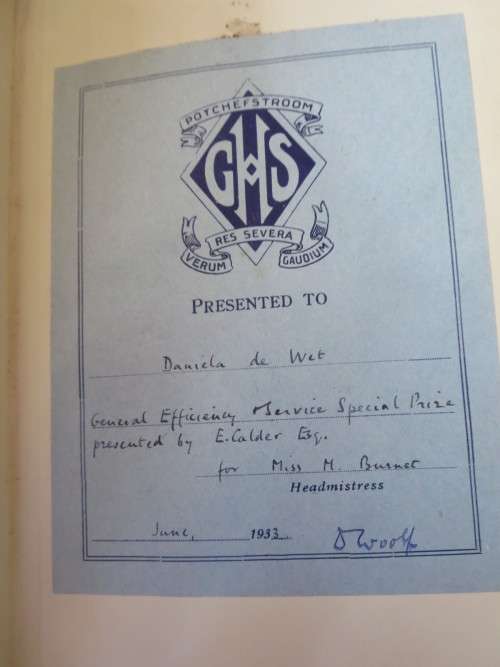 POTCHEFSTROOM
GHS
RES SEVERA
VERUM GAUDIUM
PRESENTED TO
Daniela de Wet
General Efficiency & Service Special Prize
presented by E. Calder Esq.
for Miss M. Burnet
Headmistress
June, 1933
D Woolf